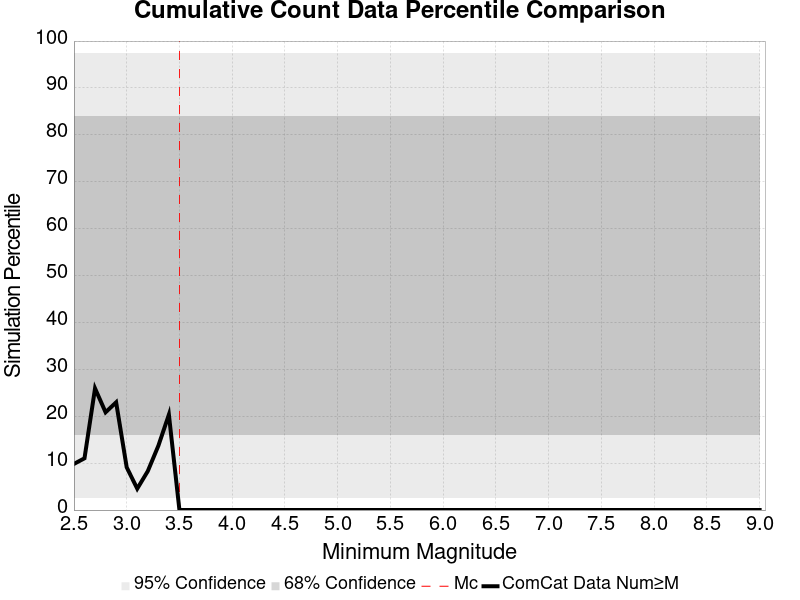 Cumulative Count Data Percentile Comparison
100
90
80
70
60
50
40
30
20
10
0
Simulation Percentile
2.5 3.0 3.5 4.0 4.5 5.0 5.5 6.0 6.5 7.0 7.5 8.0 8.5 9.0
Minimum Magnitude
95% Confidence 68% Confidence Mc ComCat Data Num≥M